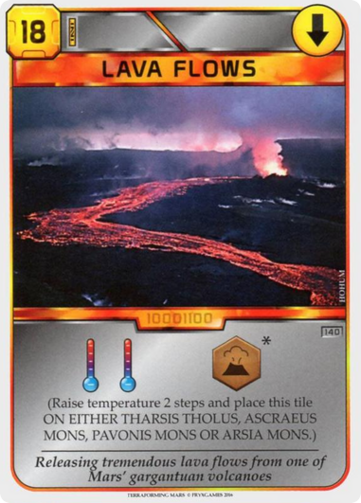 18
EVENT
LAVA FLOWS
HOHUM
10001100
140
*
(Raise temperature 2 steps and place this tile
ON EITHER THARSIS THOLUS, ASCRAEUS
MONS, PAVONIS MONS OR ARSIA MONS.)
Releasing tremendous lava flows from one of
Mars' gargantuan volcanoes
TERRAFORMING MARS © FRYXGAMES 2016